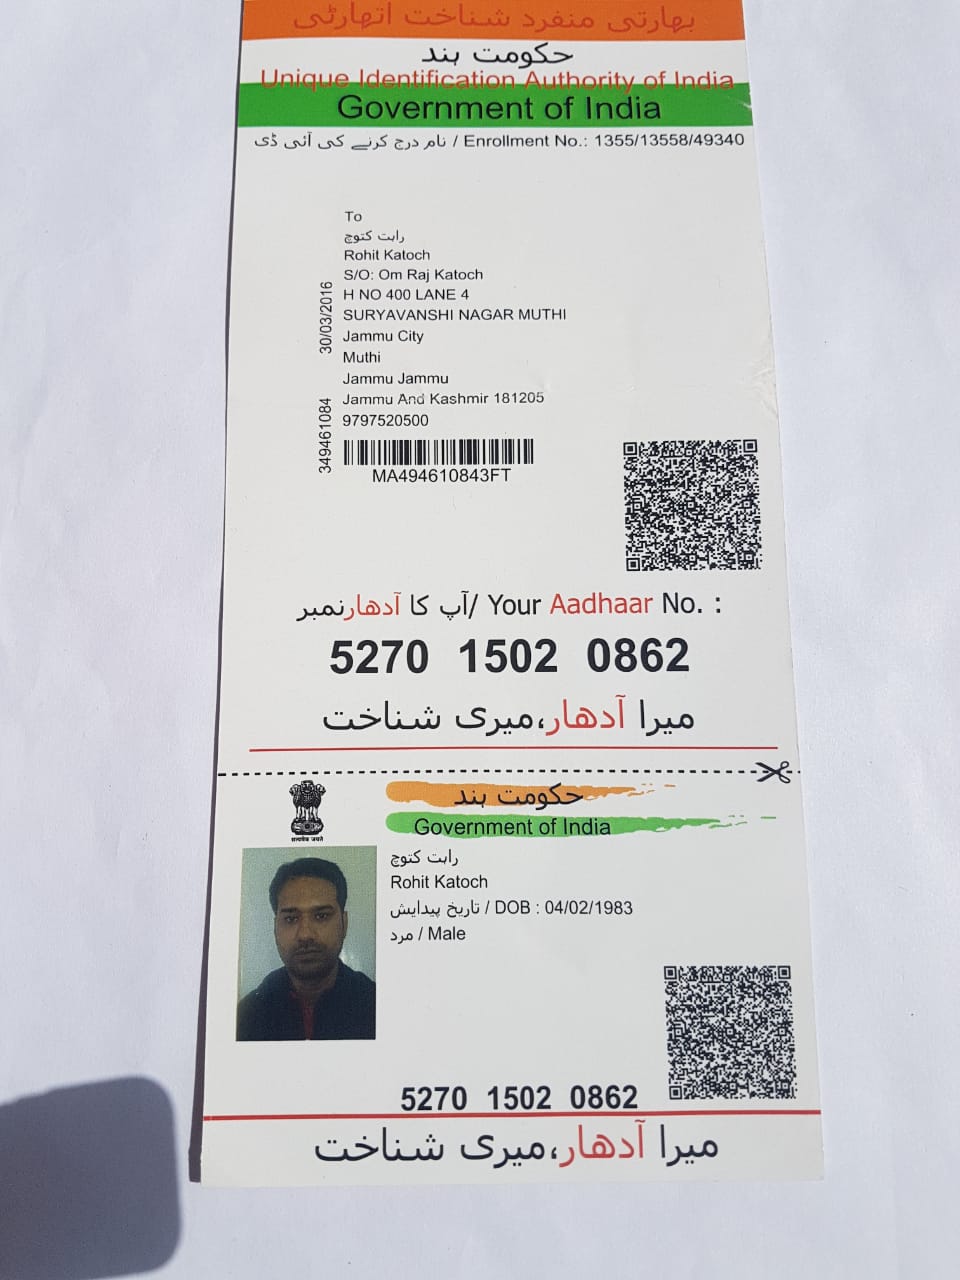 بھارتی منفرد شناخت اتھارٹی
حکومت ہند
Unique Identification Authority of India
Government of India
نام درج کرنے کی آئی ڈی / Enrollment No.: 1355/13558/49340
To
رابت کتوچ
Rohit Katoch
S/O: Om Raj Katoch
H NO 400 LANE 4
SURYAVANSHI NAGAR MUTHI
Jammu City
Muthi
Jammu Jammu
Jammu And Kashmir 181205
9797520500
30/03/2016
349461084
MA494610843FT
آپ کا آدھارنمبر / Your Aadhaar No. :
5270 1502 0862
میرا آدھار،میری شناخت
सत्यमेव जयते
حکومت ہند
Government of India
رابت کتوچ
Rohit Katoch
تاریخ پیدایش / DOB : 04/02/1983
مرد / Male
5270 1502 0862
میرا آدھار،میری شناخت